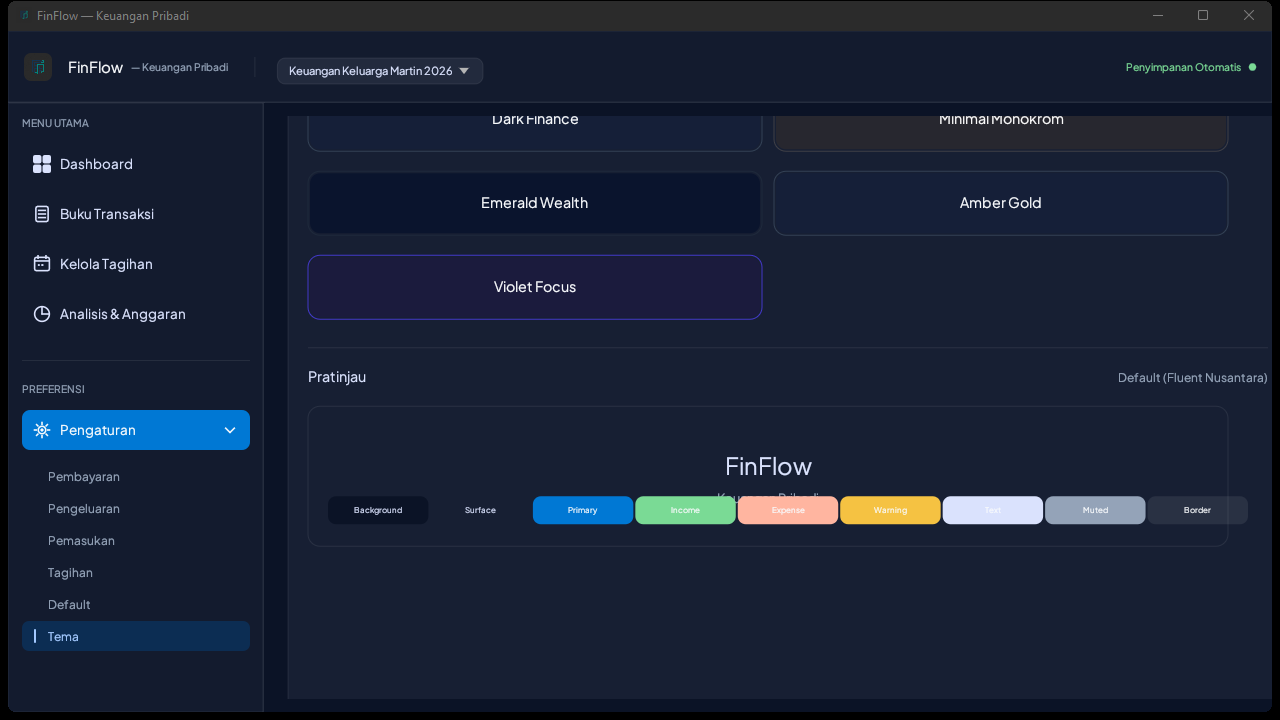 FinFlow — Keuangan Pribadi
FinFlow — Keuangan Pribadi
Keuangan Keluarga Martin 2026
Penyimpanan Otomatis
MENU UTAMA
Dashboard
Buku Transaksi
Kelola Tagihan
Analisis & Anggaran
PREFERENSI
Pengaturan
Pembayaran
Pengeluaran
Pemasukan
Tagihan
Default
Tema
Dark Finance
Minimal Monokrom
Emerald Wealth
Amber Gold
Violet Focus
Pratinjau
Default (Fluent Nusantara)
FinFlow
Keuangan Pribadi
Background
Surface
Primary
Income
Expense
Warning
Text
Muted
Border